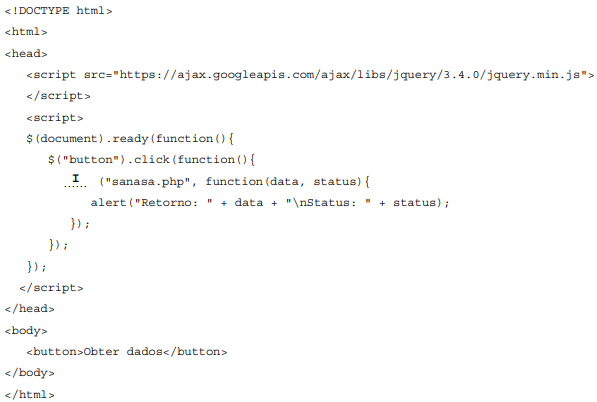 <!DOCTYPE html>
<html>
<head>
<script src="https://ajax.googleapis.com/ajax/libs/jquery/3.4.0/jquery.min.js">
</script>
<script>
$(document).ready(function(){
$("button").click(function(){
..I.. ("sanasa.php", function(data, status){
alert("Retorno: " + data + "\nStatus: " + status);
});
});
});
</script>
</head>
<body>
<button>Obter dados</button>
</body>
</html>